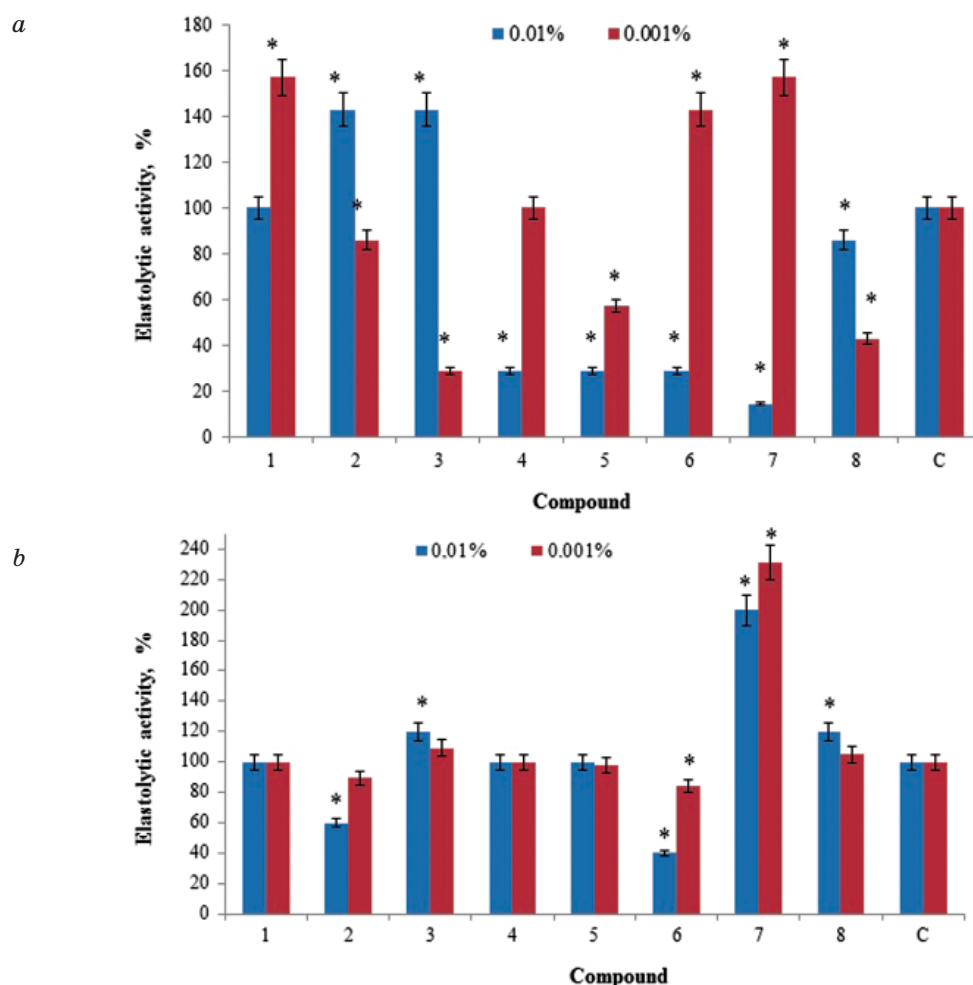 a
0.01% 0.001%
Elastolytic activity, %
180
160
140
120
100
80
60
40
20
0
* * * * * * * * * * * * *
1 2 3 4 5 6 7 8 C
Compound
b
0.01% 0.001%
Elastolytic activity, %
240
220
200
180
160
140
120
100
80
60
40
20
0
* * * * * * *
1 2 3 4 5 6 7 8 C
Compound